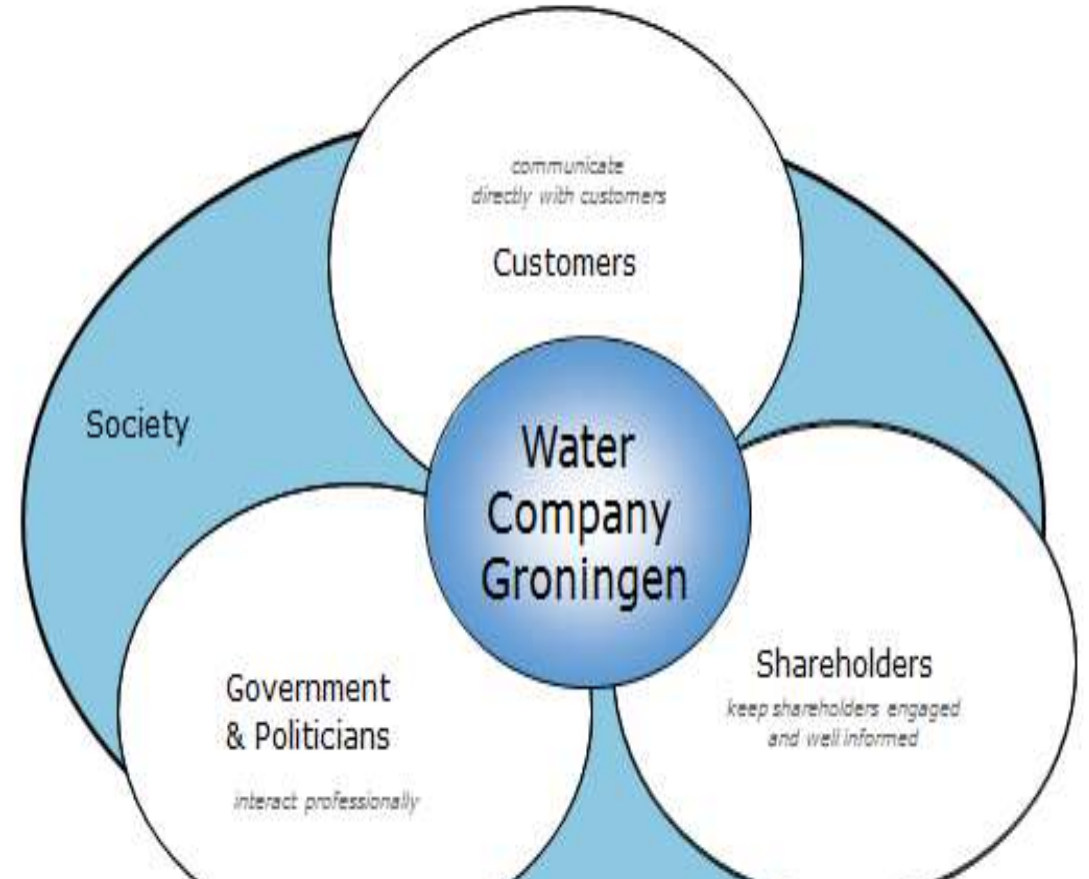 communicate
directly with customers
Customers
Society
Water
Company
Groningen
Government
& Politicians
interact professionally
Shareholders
keep shareholders engaged
and well informed